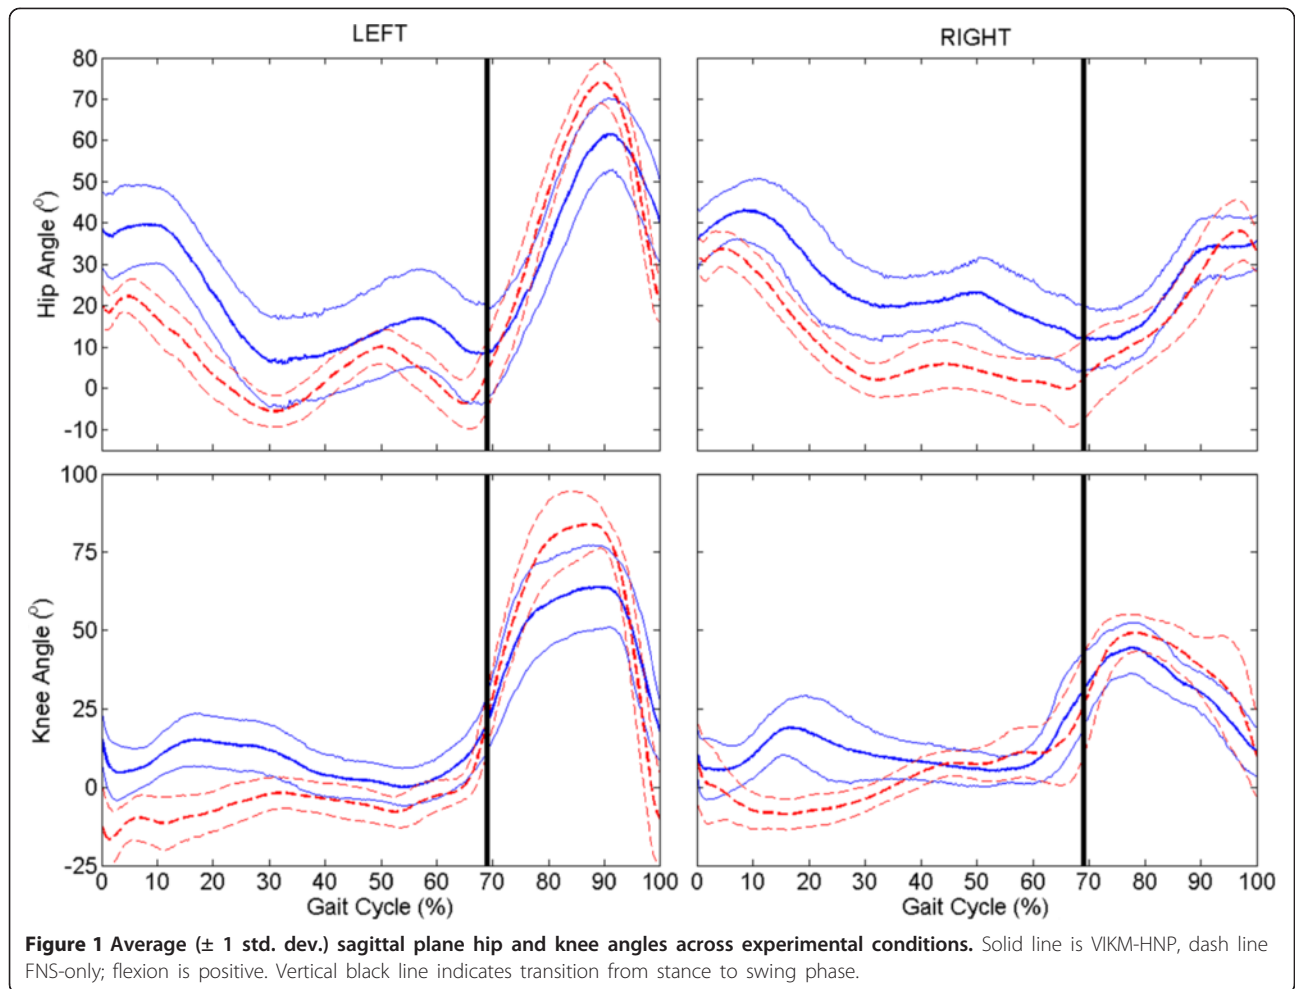 LEFT
RIGHT
Hip Angle (°)
80
70
60
50
40
30
20
10
0
-10
Knee Angle (°)
100
75
50
25
0
-25
0 10 20 30 40 50 60 70 80 90 100
Gait Cycle (%)
0 10 20 30 40 50 60 70 80 90 100
Gait Cycle (%)
Figure 1 Average (± 1 std. dev.) sagittal plane hip and knee angles across experimental conditions. Solid line is VIKM-HNP, dash line
FNS-only; flexion is positive. Vertical black line indicates transition from stance to swing phase.